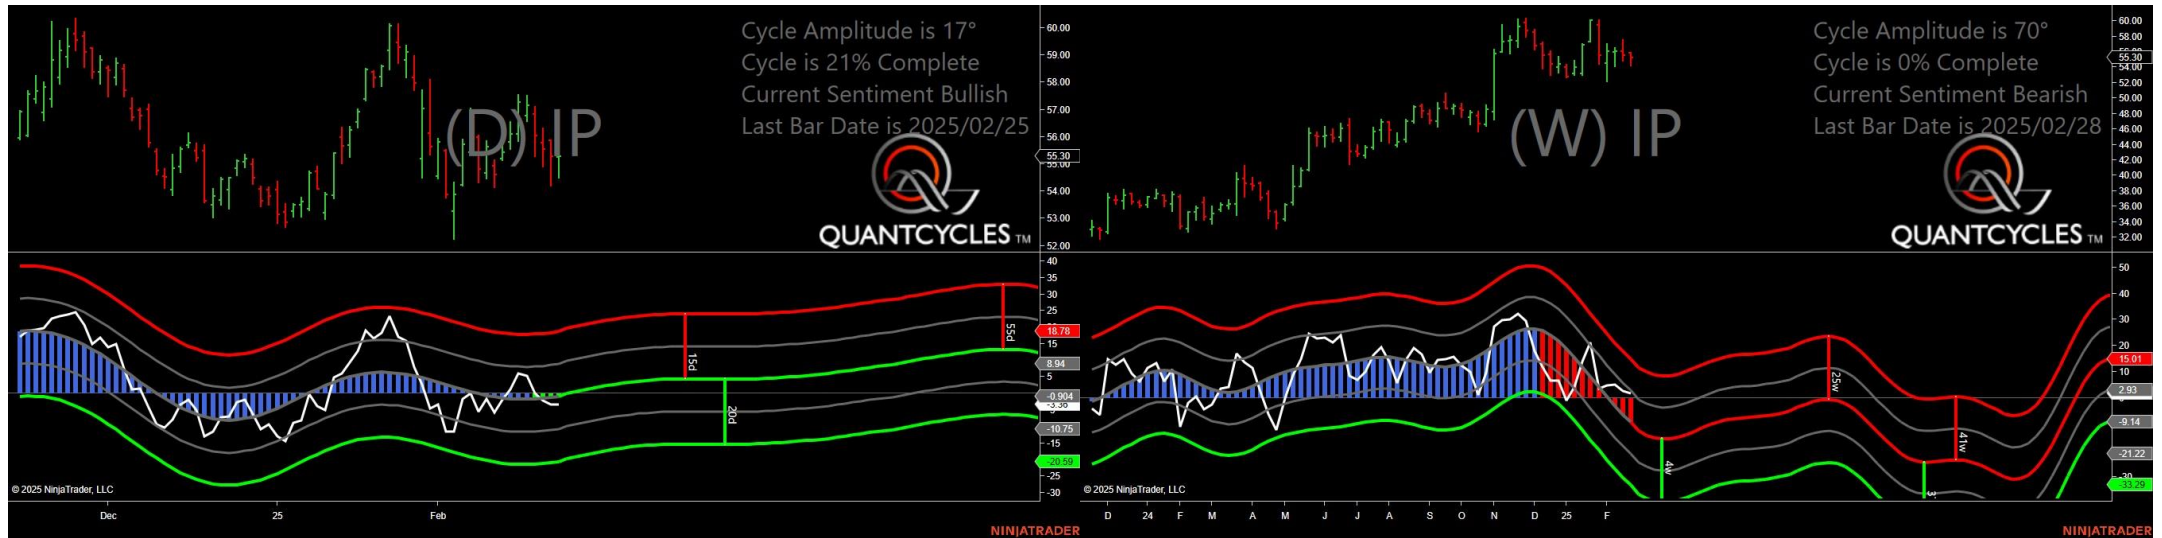 Cycle Amplitude is 17°
Cycle is 21% Complete
Current Sentiment Bullish
Last Bar Date is 2025/02/25
(D) IP
QUANTCYCLES TM
60.00
59.00
58.00
57.00
56.00
55.30
55.00
54.00
53.00
52.00
40
35
30
25
18.78
15
8.94
5
-0.904
-3.36
-10.75
-15
-20.59
-25
-30
15d
20d
55d
© 2025 NinjaTrader, LLC
Dec
25
Feb
NINJATRADER
Cycle Amplitude is 70°
Cycle is 0% Complete
Current Sentiment Bearish
Last Bar Date is 2025/02/28
(W) IP
QUANTCYCLES TM
60.00
58.00
55.30
54.00
52.00
50.00
48.00
46.00
44.00
42.00
40.00
38.00
36.00
34.00
32.00
50
40
30
20
15.01
10
2.93
-9.14
-21.22
-33.29
4w
25w
41w
© 2025 NinjaTrader, LLC
D
24
F
M
A
M
J
J
A
S
O
N
D
25
F
NINJATRADER